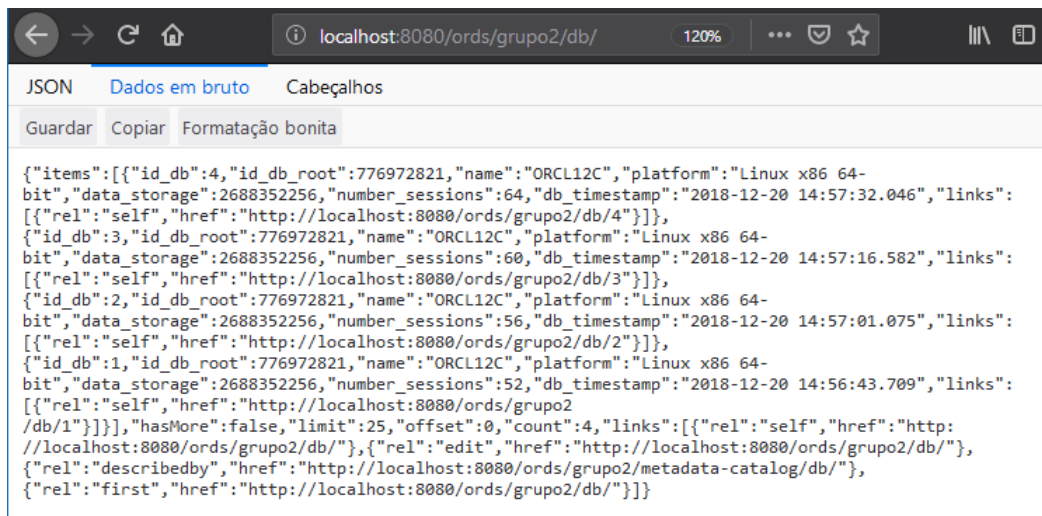 localhost:8080/ords/grupo2/db/ 120%
JSON Dados em bruto Cabeçalhos
Guardar Copiar Formatação bonita
{"items":[{"id_db":4,"id_db_root":776972821,"name":"ORCL12C","platform":"Linux x86 64-
bit","data_storage":2688352256,"number_sessions":64,"db_timestamp":"2018-12-20 14:57:32.046","links":
[{"rel":"self","href":"http://localhost:8080/ords/grupo2/db/4"}]},
{"id_db":3,"id_db_root":776972821,"name":"ORCL12C","platform":"Linux x86 64-
bit","data_storage":2688352256,"number_sessions":60,"db_timestamp":"2018-12-20 14:57:16.582","links":
[{"rel":"self","href":"http://localhost:8080/ords/grupo2/db/3"}]},
{"id_db":2,"id_db_root":776972821,"name":"ORCL12C","platform":"Linux x86 64-
bit","data_storage":2688352256,"number_sessions":56,"db_timestamp":"2018-12-20 14:57:01.075","links":
[{"rel":"self","href":"http://localhost:8080/ords/grupo2/db/2"}]},
{"id_db":1,"id_db_root":776972821,"name":"ORCL12C","platform":"Linux x86 64-
bit","data_storage":2688352256,"number_sessions":52,"db_timestamp":"2018-12-20 14:56:43.709","links":
[{"rel":"self","href":"http://localhost:8080/ords/grupo2
/db/1"}]}],"hasMore":false,"limit":25,"offset":0,"count":4,"links":[{"rel":"self","href":"http:
//localhost:8080/ords/grupo2/db/"},{"rel":"edit","href":"http://localhost:8080/ords/grupo2/db/"},
{"rel":"describedby","href":"http://localhost:8080/ords/grupo2/metadata-catalog/db/"},
{"rel":"first","href":"http://localhost:8080/ords/grupo2/db/"}]}